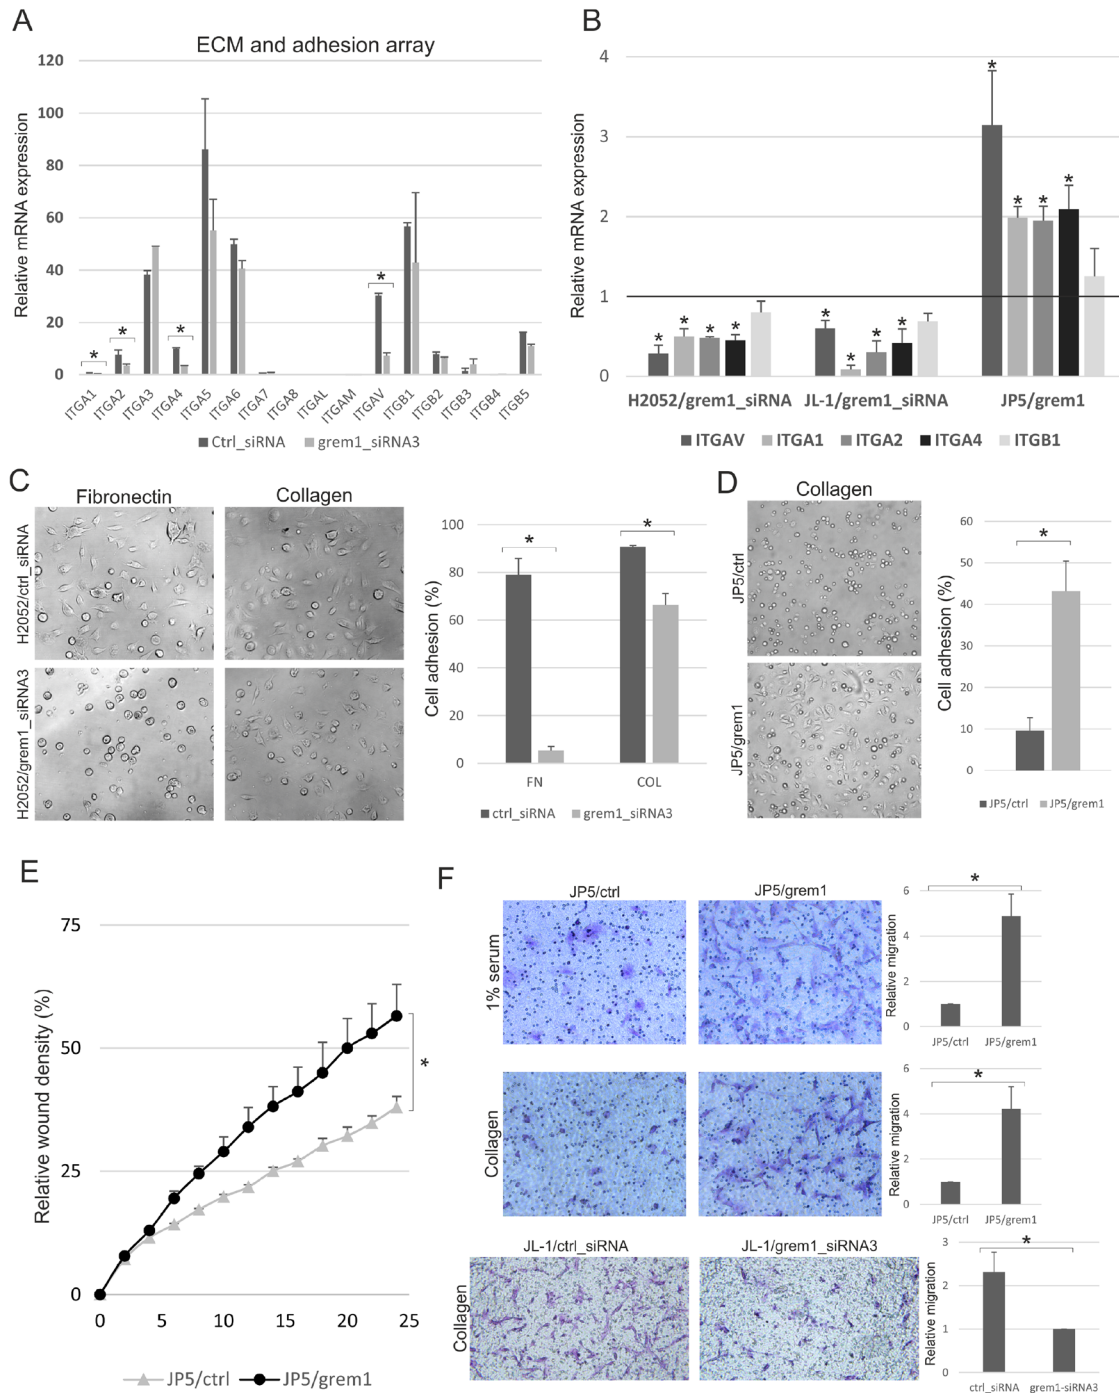 A
ECM and adhesion array
Relative mRNA expression
120
100
80
60
40
20
0
* * * *
ITGA1 ITGA2 ITGA3 ITGA4 ITGA5 ITGA6 ITGA7 ITGA8 ITGAL ITGAM ITGAV ITGB1 ITGB2 ITGB3 ITGB4 ITGB5
Ctrl_siRNA grem1_siRNA3
B
Relative mRNA expression
4
3
2
1
0
* * * * * * * * * * * *
H2052/grem1_siRNA JL-1/grem1_siRNA JP5/grem1
ITGAV ITGA1 ITGA2 ITGA4 ITGB1
C
Fibronectin Collagen
H2052/ctrl_siRNA
H2052/grem1_siRNA3
Cell adhesion (%)
100
80
60
40
20
0
* *
FN COL
ctrl_siRNA grem1_siRNA3
D
Collagen
JP5/ctrl
JP5/grem1
Cell adhesion (%)
60
50
40
30
20
10
0
*
JP5/ctrl JP5/grem1
E
Relative wound density (%)
75
50
25
0
*
0 5 10 15 20 25
JP5/ctrl JP5/grem1
F
JP5/ctrl JP5/grem1
1% serum
Relative migration
6
4
2
0
*
JP5/ctrl JP5/grem1
Collagen
Relative migration
6
4
2
0
*
JP5/ctrl JP5/grem1
JL-1/ctrl_siRNA JL-1/grem1_siRNA3
Collagen
Relative migration
3
2
1
0
*
ctrl_siRNA grem1-siRNA3